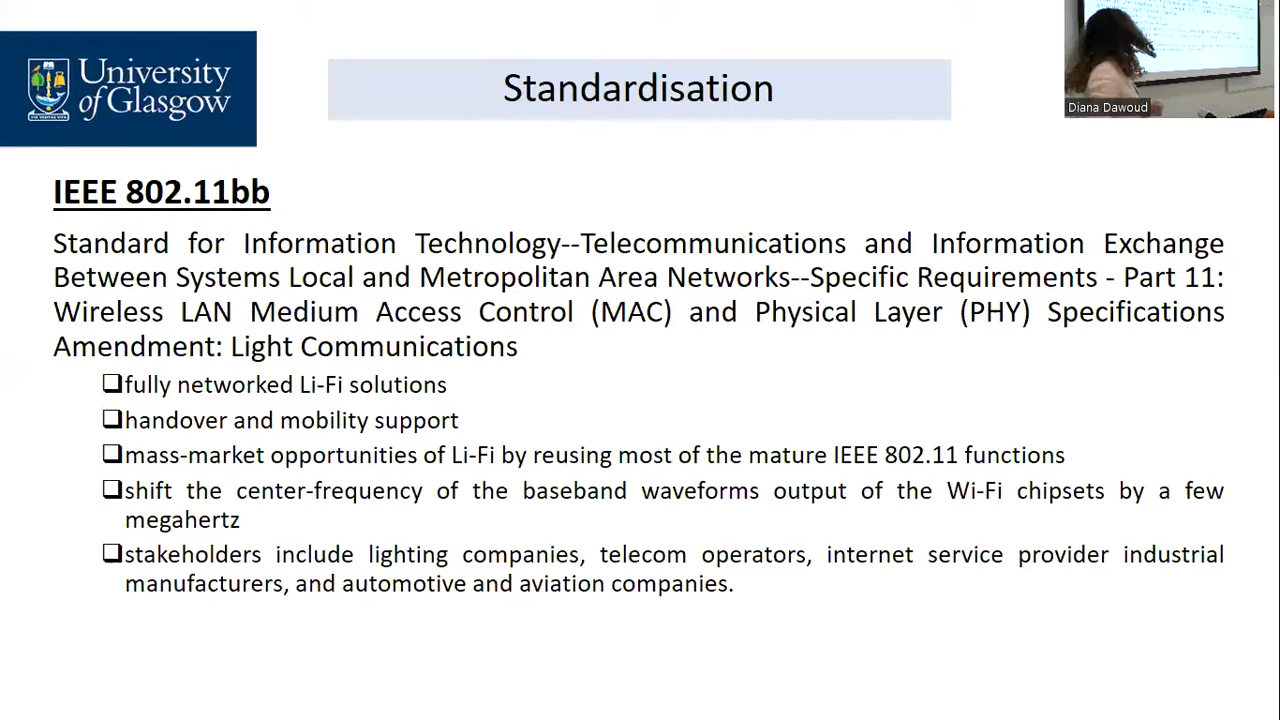 University
of Glasgow
VIA VERITAS VITA
Standardisation
Diana Dawoud
IEEE 802.11bb
Standard for Information Technology--Telecommunications and Information Exchange
Between Systems Local and Metropolitan Area Networks--Specific Requirements - Part 11:
Wireless LAN Medium Access Control (MAC) and Physical Layer (PHY) Specifications
Amendment: Light Communications
❑fully networked Li-Fi solutions
❑handover and mobility support
❑mass-market opportunities of Li-Fi by reusing most of the mature IEEE 802.11 functions
❑shift the center-frequency of the baseband waveforms output of the Wi-Fi chipsets by a few
megahertz
❑stakeholders include lighting companies, telecom operators, internet service provider industrial
manufacturers, and automotive and aviation companies.